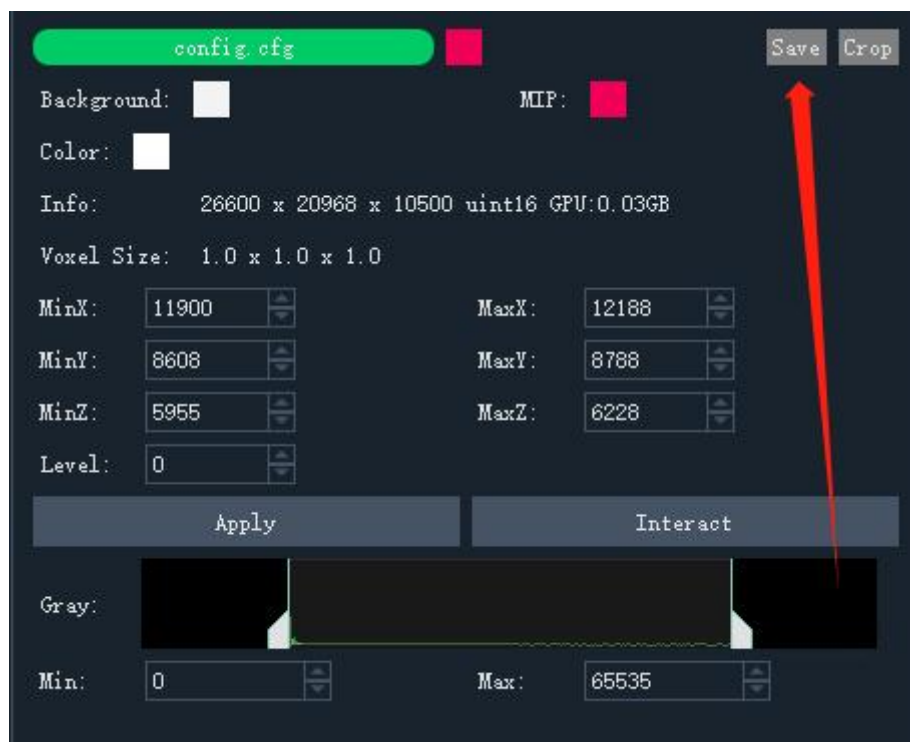 config.cfg Save Crop
Background: MIP:
Color:
Info: 26600 x 20968 x 10500 uint16 GPU:0.03GB
Voxel Size: 1.0 x 1.0 x 1.0
MinX: 11900 MaxX: 12188
MinY: 8608 MaxY: 8788
MinZ: 5955 MaxZ: 6228
Level: 0
Apply Interact
Gray:
Min: 0 Max: 65535